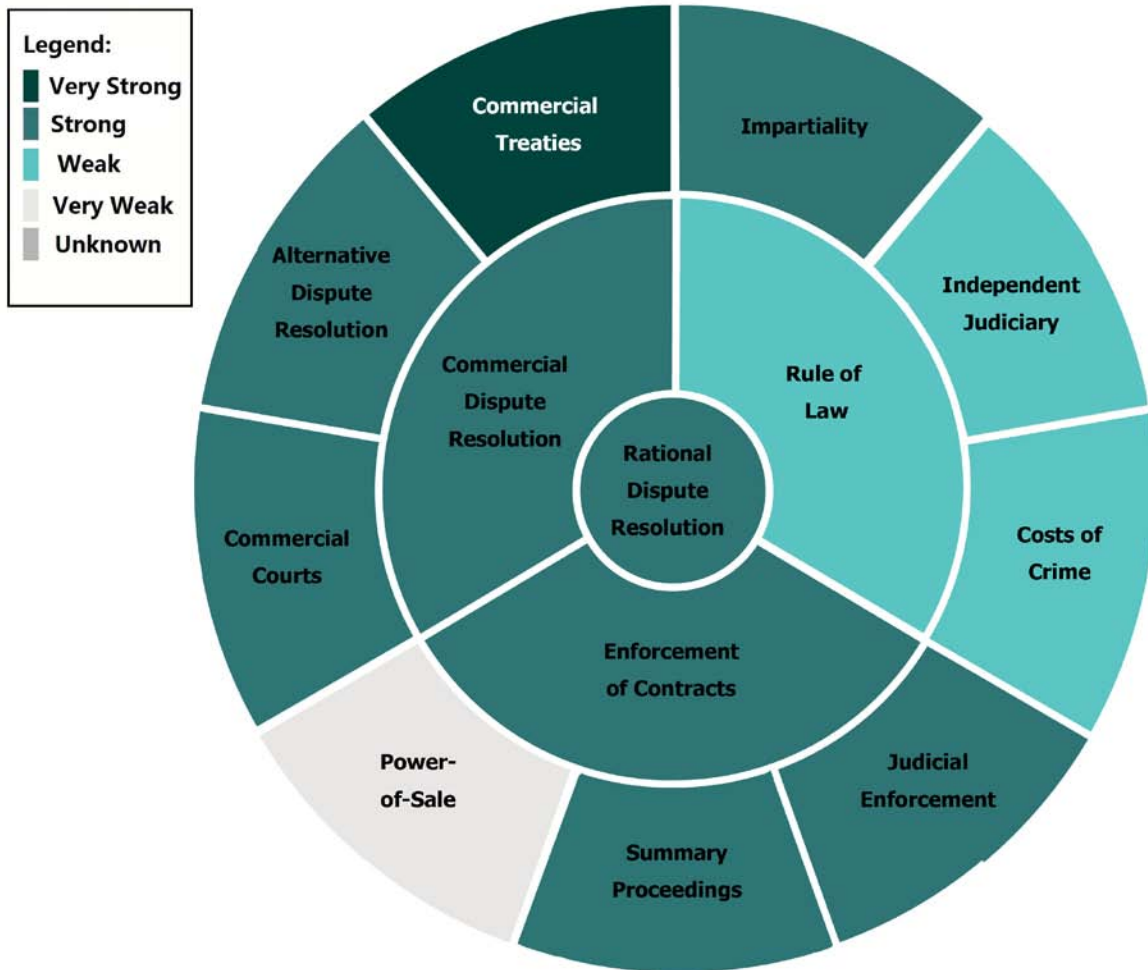 Legend:
Very Strong
Strong
Weak
Very Weak
Unknown
Commercial
Treaties
Impartiality
Alternative
Dispute
Resolution
Independent
Judiciary
Commercial
Dispute
Resolution
Rule of
Law
Rational
Dispute
Resolution
Commercial
Courts
Costs of
Crime
Enforcement
of Contracts
Power-
of-Sale
Judicial
Enforcement
Summary
Proceedings